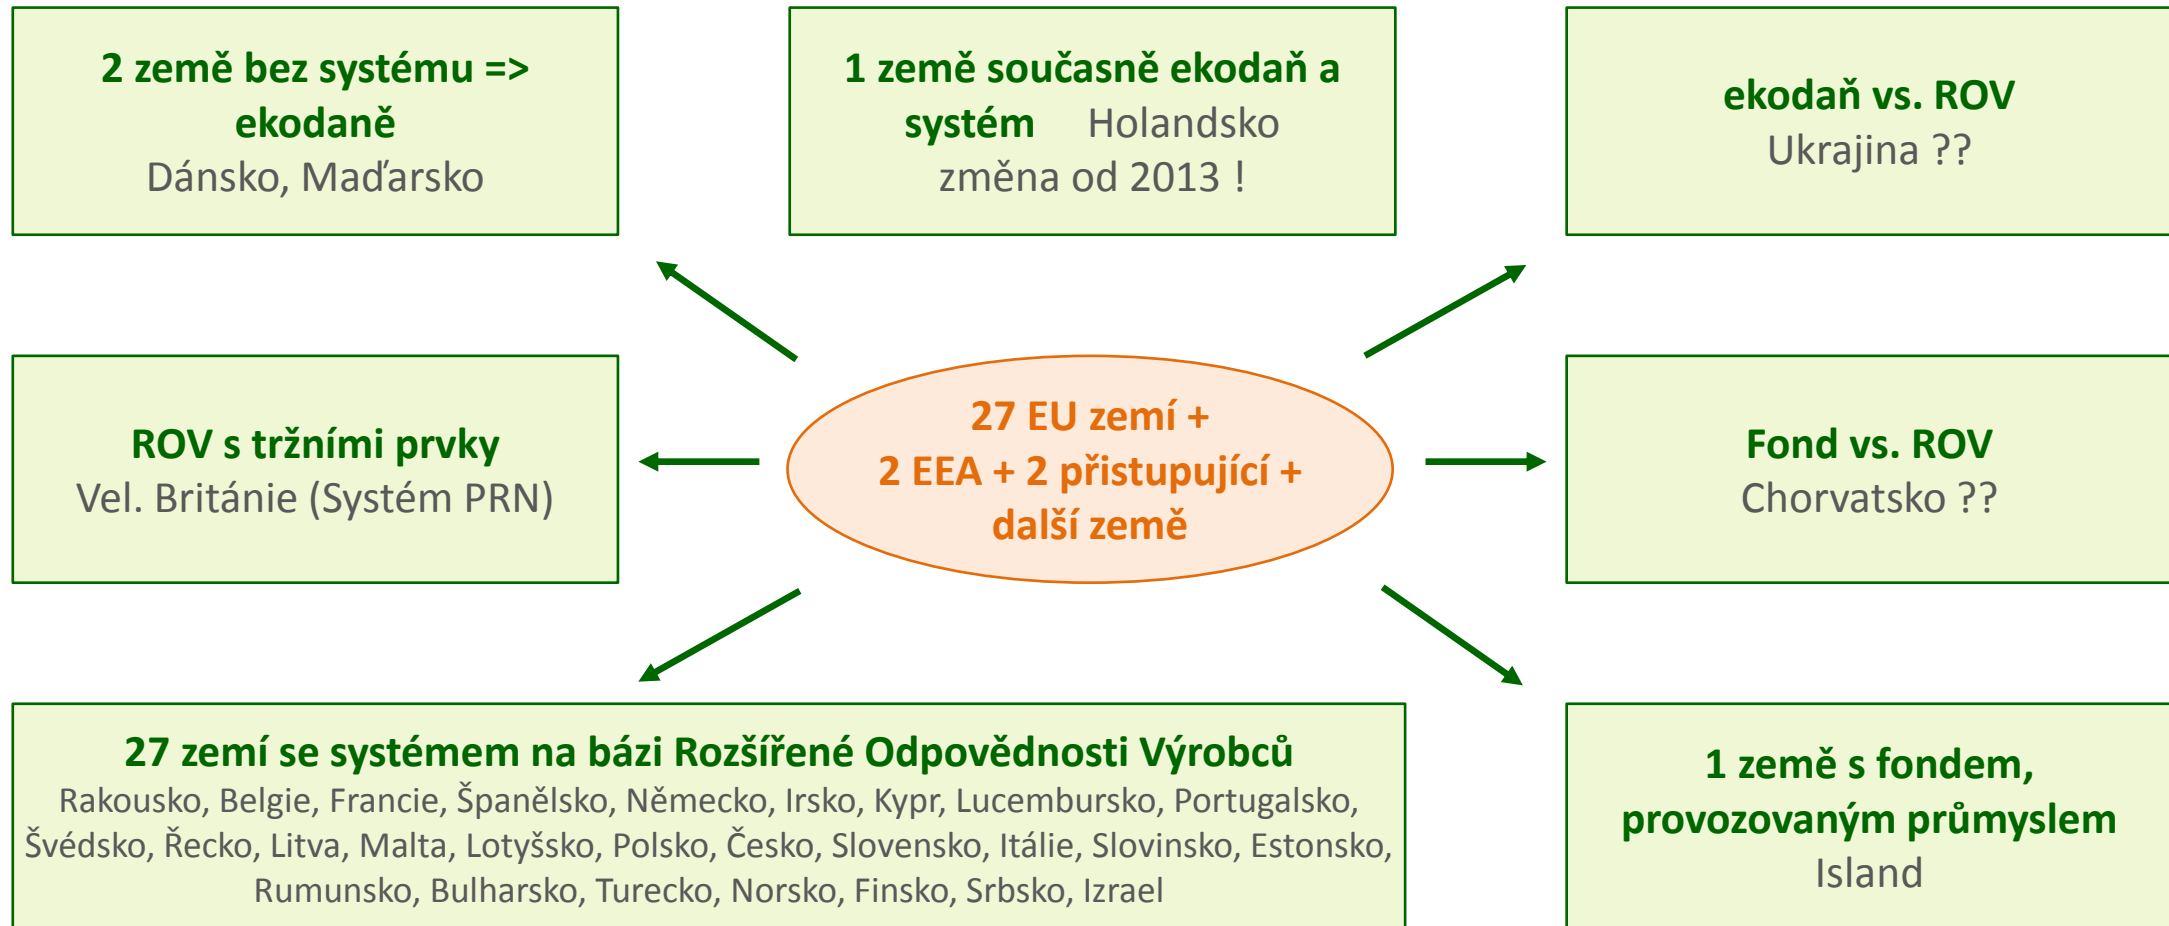 2 země bez systému =>
ekodaně
Dánsko, Maďarsko
1 země současně ekodaň a
systém Holandsko
změna od 2013 !
ekodaň vs. ROV
Ukrajina ??
ROV s tržními prvky
Vel. Británie (Systém PRN)
27 EU zemí +
2 EEA + 2 přistupující +
další země
Fond vs. ROV
Chorvatsko ??
27 zemí se systémem na bázi Rozšířené Odpovědnosti Výrobců
Rakousko, Belgie, Francie, Španělsko, Německo, Irsko, Kypr, Lucembursko, Portugalsko,
Švédsko, Řecko, Litva, Malta, Lotyšsko, Polsko, Česko, Slovensko, Itálie, Slovinsko, Estonsko,
Rumunsko, Bulharsko, Turecko, Norsko, Finsko, Srbsko, Izrael
1 země s fondem,
provozovaným průmyslem
Island